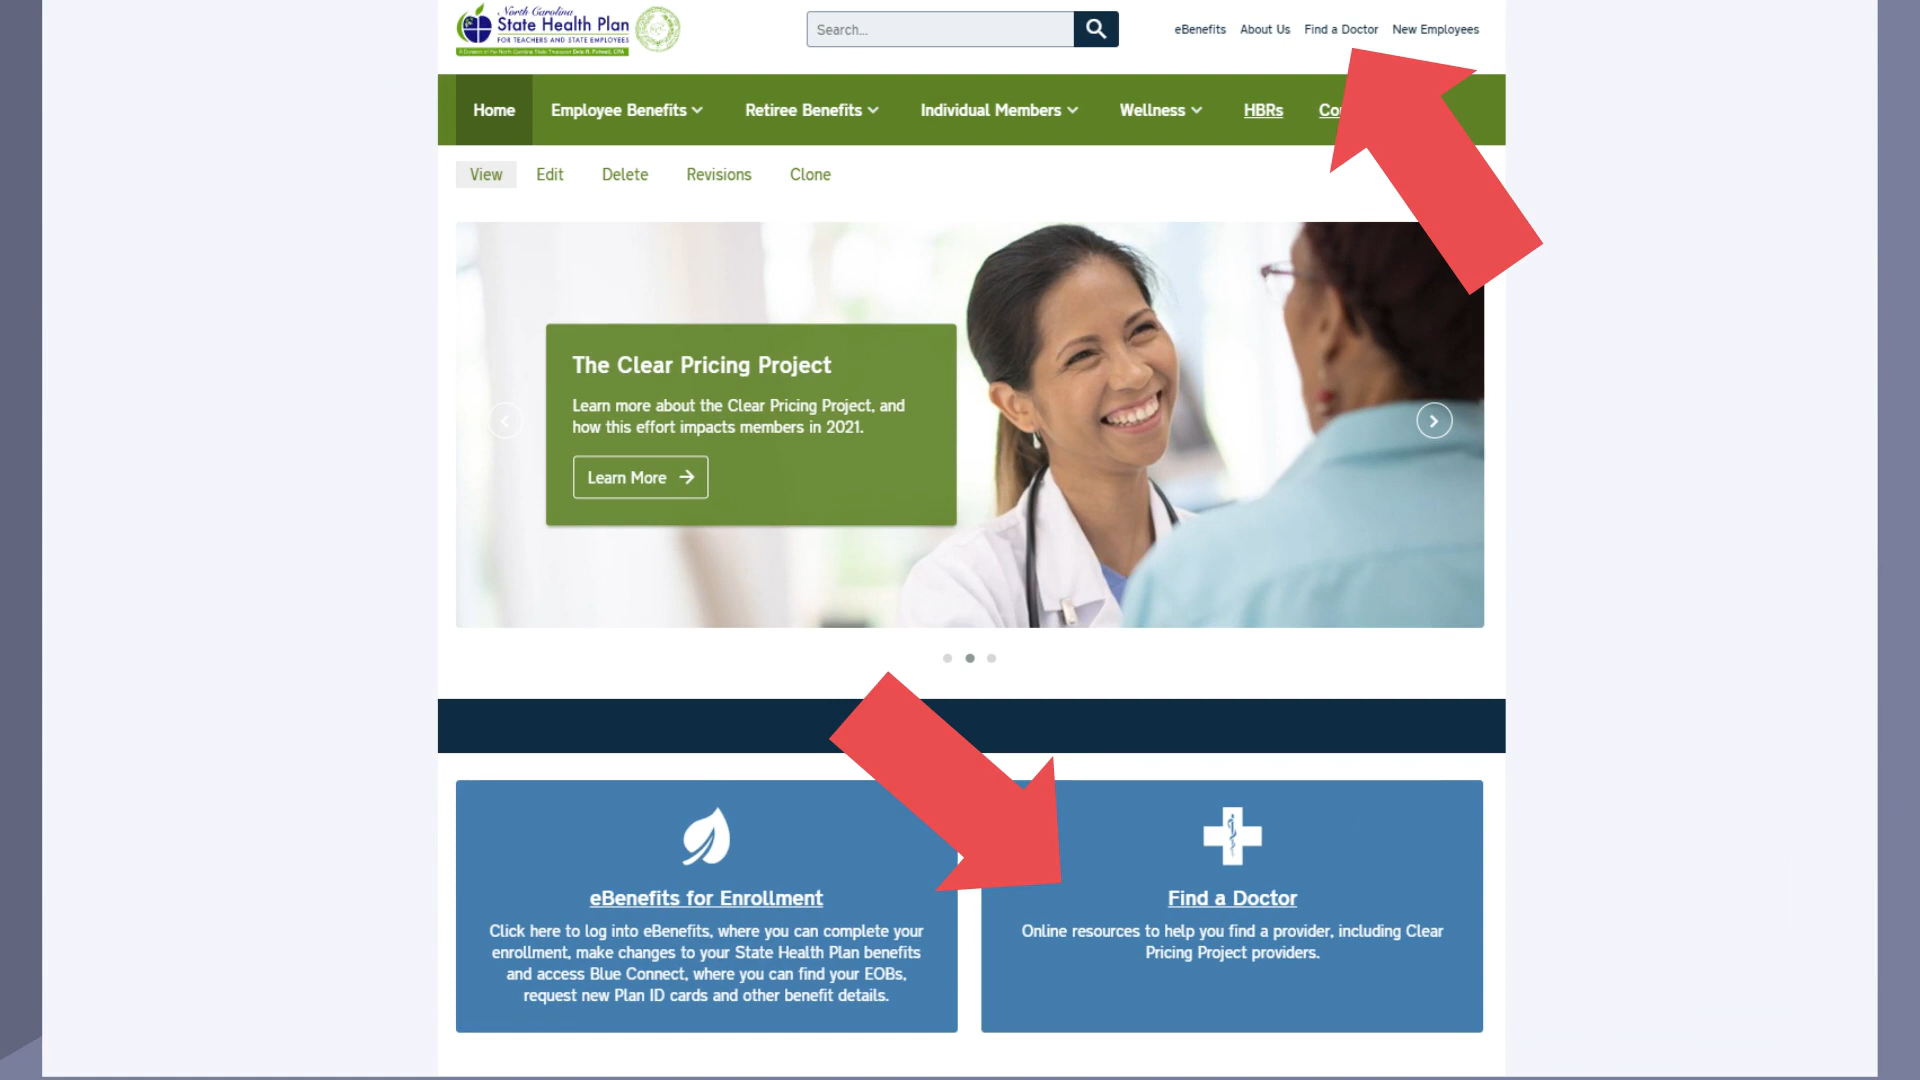 North Carolina
State Health Plan
FOR TEACHERS AND STATE EMPLOYEES
A Division of the North Carolina State Treasurer Dale R. Folwell, CPA
Search...
eBenefits About Us Find a Doctor New Employees
Home Employee Benefits Retiree Benefits Individual Members Wellness HBRs Co
View Edit Delete Revisions Clone
The Clear Pricing Project
Learn more about the Clear Pricing Project, and
how this effort impacts members in 2021.
Learn More
eBenefits for Enrollment
Click here to log into eBenefits, where you can complete your
enrollment, make changes to your State Health Plan benefits
and access Blue Connect, where you can find your EOBs,
request new Plan ID cards and other benefit details.
Find a Doctor
Online resources to help you find a provider, including Clear
Pricing Project providers.